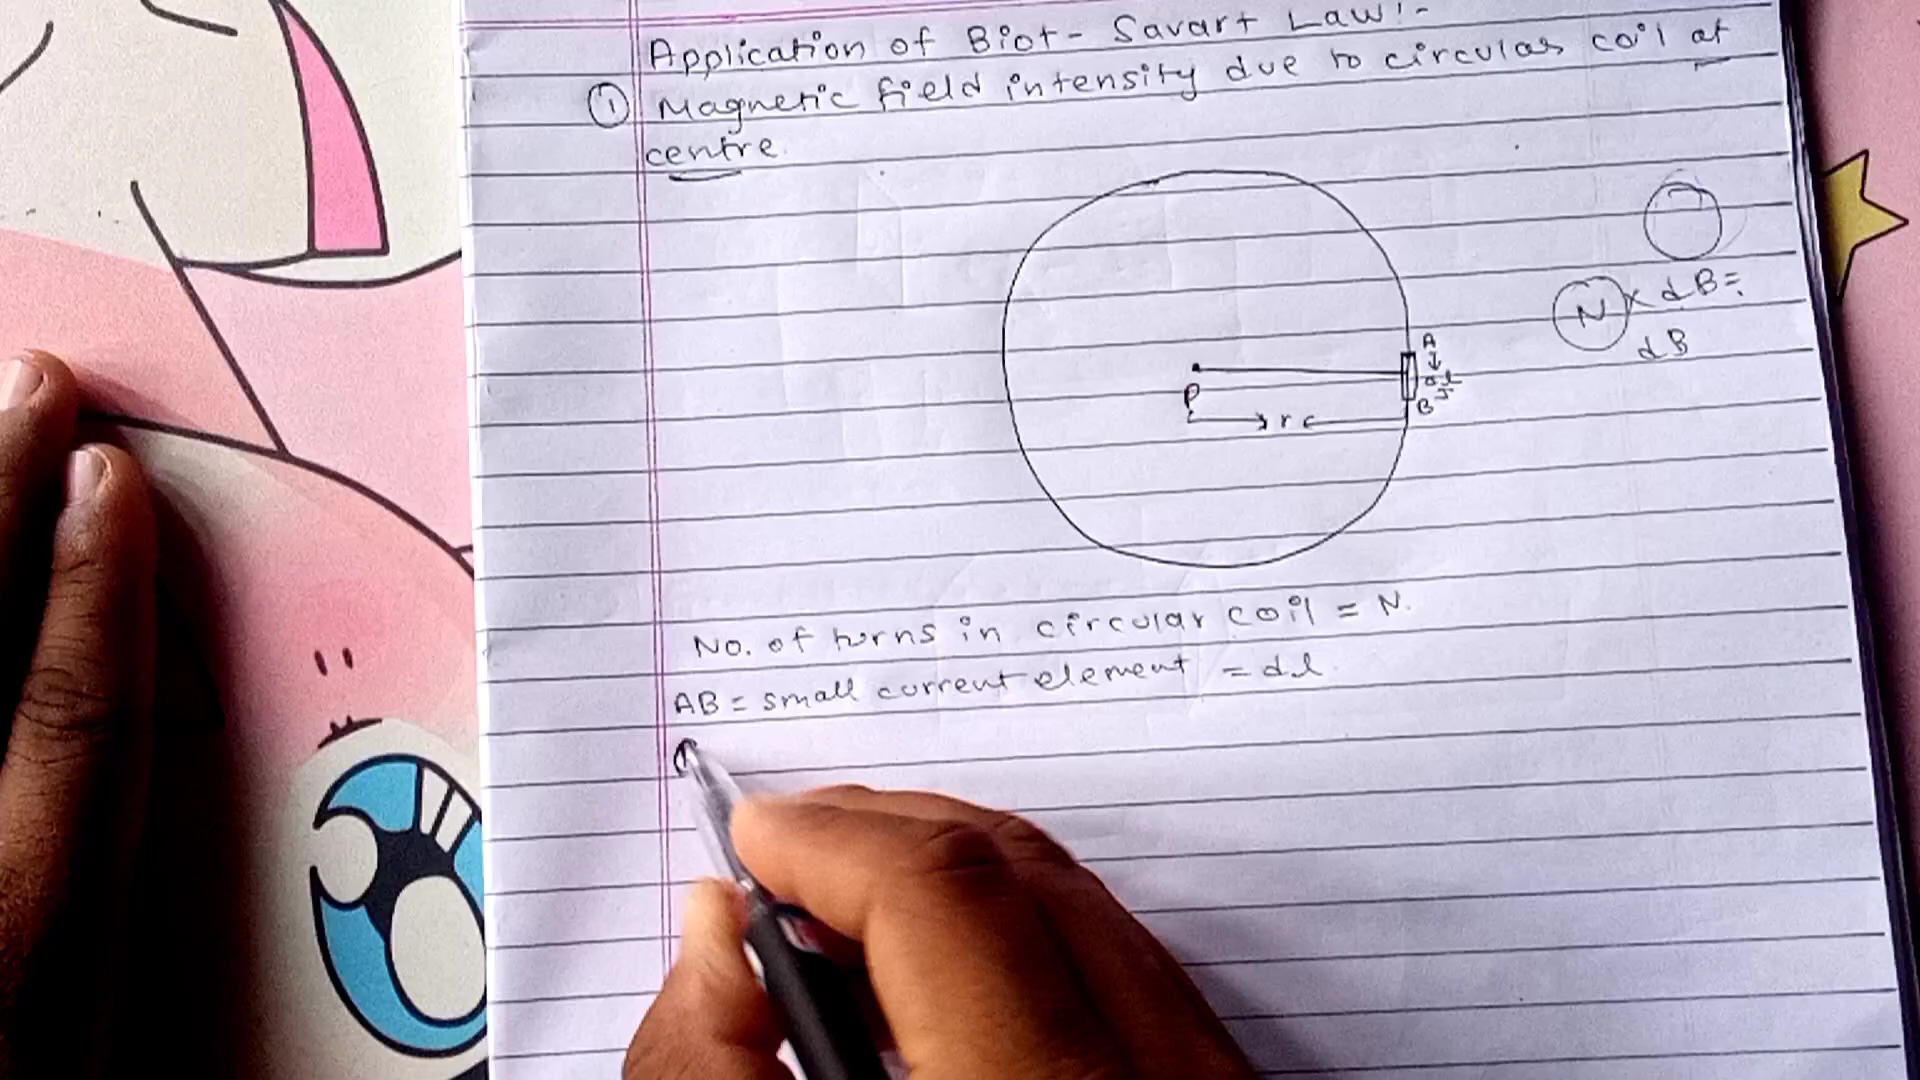 Application of Biot - Savart Law:-
① Magnetic field intensity due to circular coil at
centre.
N x dB =
dB
A
dl
B
P
r
No. of turns in circular coil = N.
AB = small current element = dl